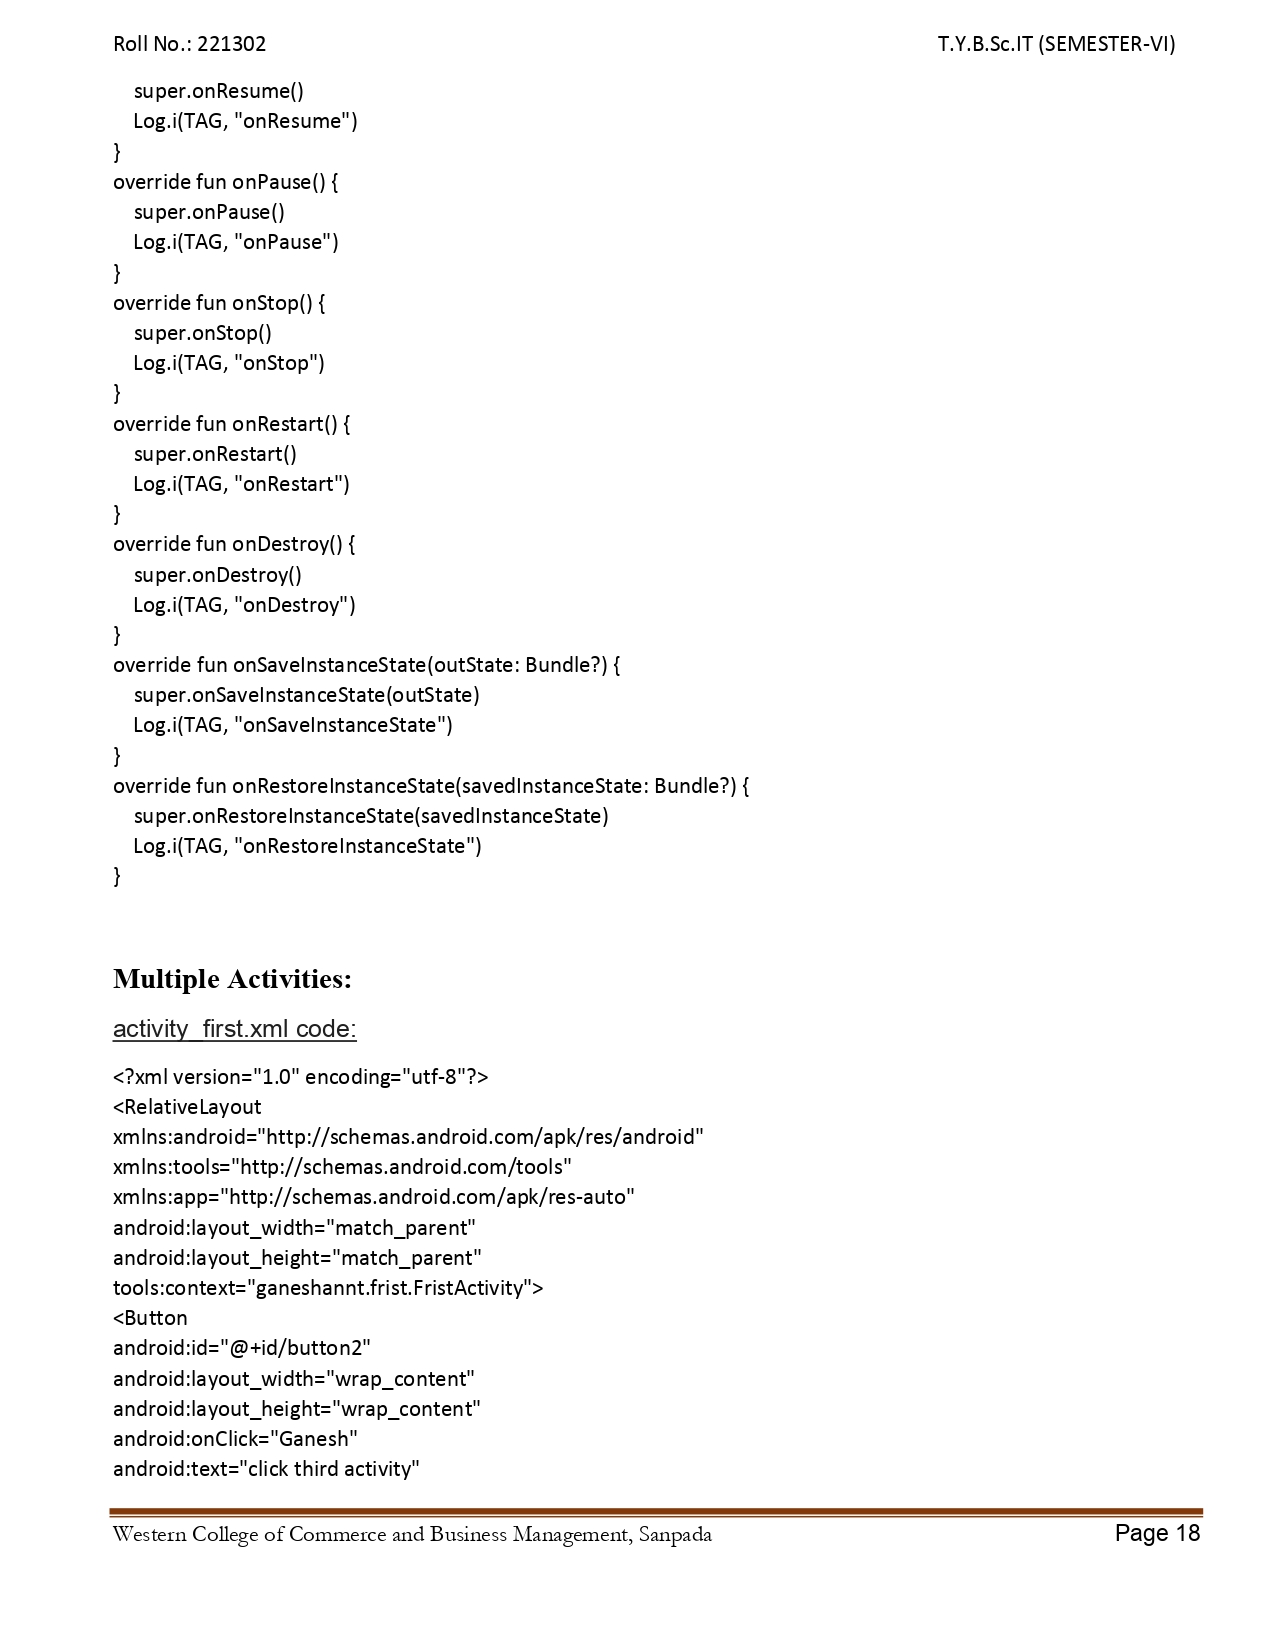 Roll No.: 221302 T.Y.B.Sc.IT (SEMESTER-VI)
super.onResume()
Log.i(TAG, "onResume")
}
override fun onPause() {
super.onPause()
Log.i(TAG, "onPause")
}
override fun onStop() {
super.onStop()
Log.i(TAG, "onStop")
}
override fun onRestart() {
super.onRestart()
Log.i(TAG, "onRestart")
}
override fun onDestroy() {
super.onDestroy()
Log.i(TAG, "onDestroy")
}
override fun onSaveInstanceState(outState: Bundle?) {
super.onSaveInstanceState(outState)
Log.i(TAG, "onSaveInstanceState")
}
override fun onRestoreInstanceState(savedInstanceState: Bundle?) {
super.onRestoreInstanceState(savedInstanceState)
Log.i(TAG, "onRestoreInstanceState")
}
Multiple Activities:
activity_first.xml code:
<?xml version="1.0" encoding="utf-8"?>
<RelativeLayout
xmlns:android="http://schemas.android.com/apk/res/android"
xmlns:tools="http://schemas.android.com/tools"
xmlns:app="http://schemas.android.com/apk/res-auto"
android:layout_width="match_parent"
android:layout_height="match_parent"
tools:context="ganeshannt.frist.FristActivity">
<Button
android:id="@+id/button2"
android:layout_width="wrap_content"
android:layout_height="wrap_content"
android:onClick="Ganesh"
android:text="click third activity"
Western College of Commerce and Business Management, Sanpada Page 18